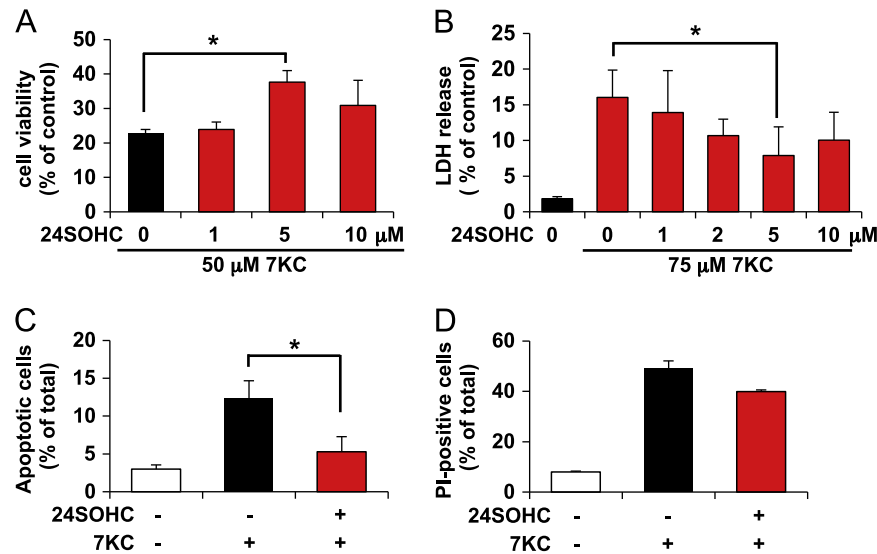 A
cell viability
(% of control)
50
40
30
20
10
0
*
24SOHC 0 1 5 10 μM
50 μM 7KC
B
LDH release
( % of control)
25
20
15
10
5
0
*
24SOHC 0 0 1 2 5 10 μM
75 μM 7KC
C
Apoptotic cells
(% of total)
20
15
10
5
0
*
24SOHC - - +
7KC - + +
D
PI-positive cells
(% of total)
60
40
20
0
24SOHC - - +
7KC - + +